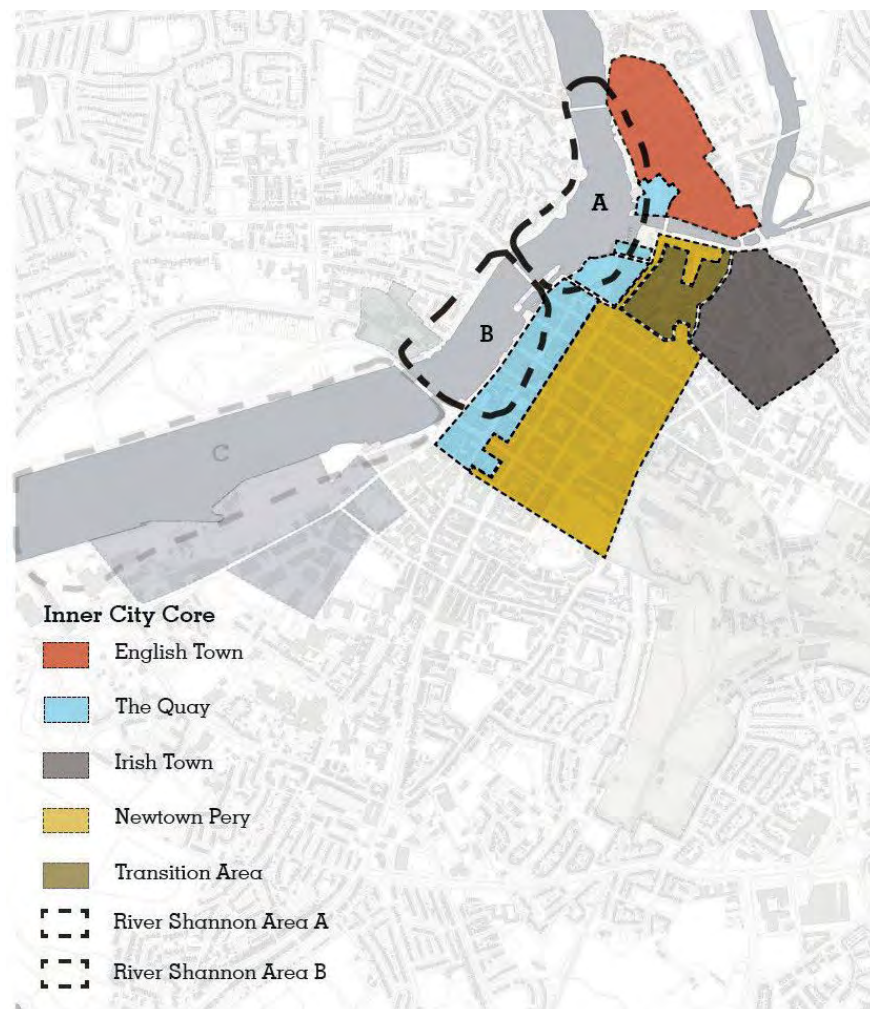 A
B
C
Inner City Core
English Town
The Quay
Irish Town
Newtown Pery
Transition Area
River Shannon Area A
River Shannon Area B